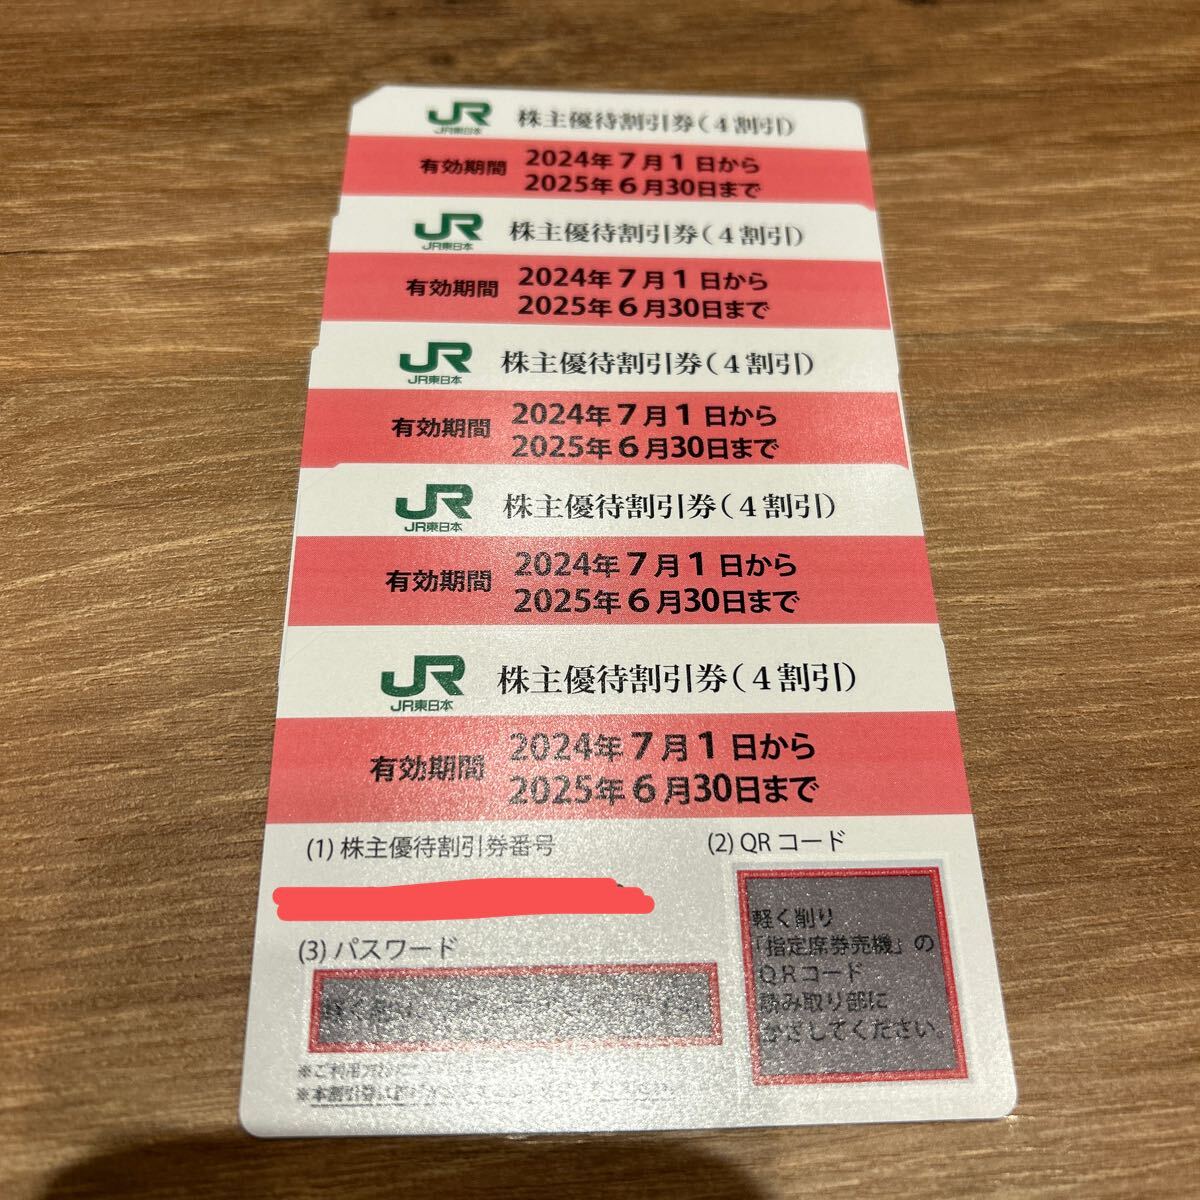 JR 株主優待割引券(4割引)
JR東日本
有効期間 2024年7月1日から
2025年6月30日まで
JR 株主優待割引券(4割引)
JR東日本
有効期間 2024年7月1日から
2025年6月30日まで
JR 株主優待割引券(4割引)
JR東日本
有効期間 2024年7月1日から
2025年6月30日まで
JR 株主優待割引券(4割引)
JR東日本
有効期間 2024年7月1日から
2025年6月30日まで
JR 株主優待割引券(4割引)
JR東日本
有効期間 2024年7月1日から
2025年6月30日まで
(1) 株主優待割引券番号
(2) QR コード
軽く削り
「指定席券売機」の
QRコード
読み取り部に
かざしてください。
(3) パスワード
軽く削
※ご利用
※本割引券は